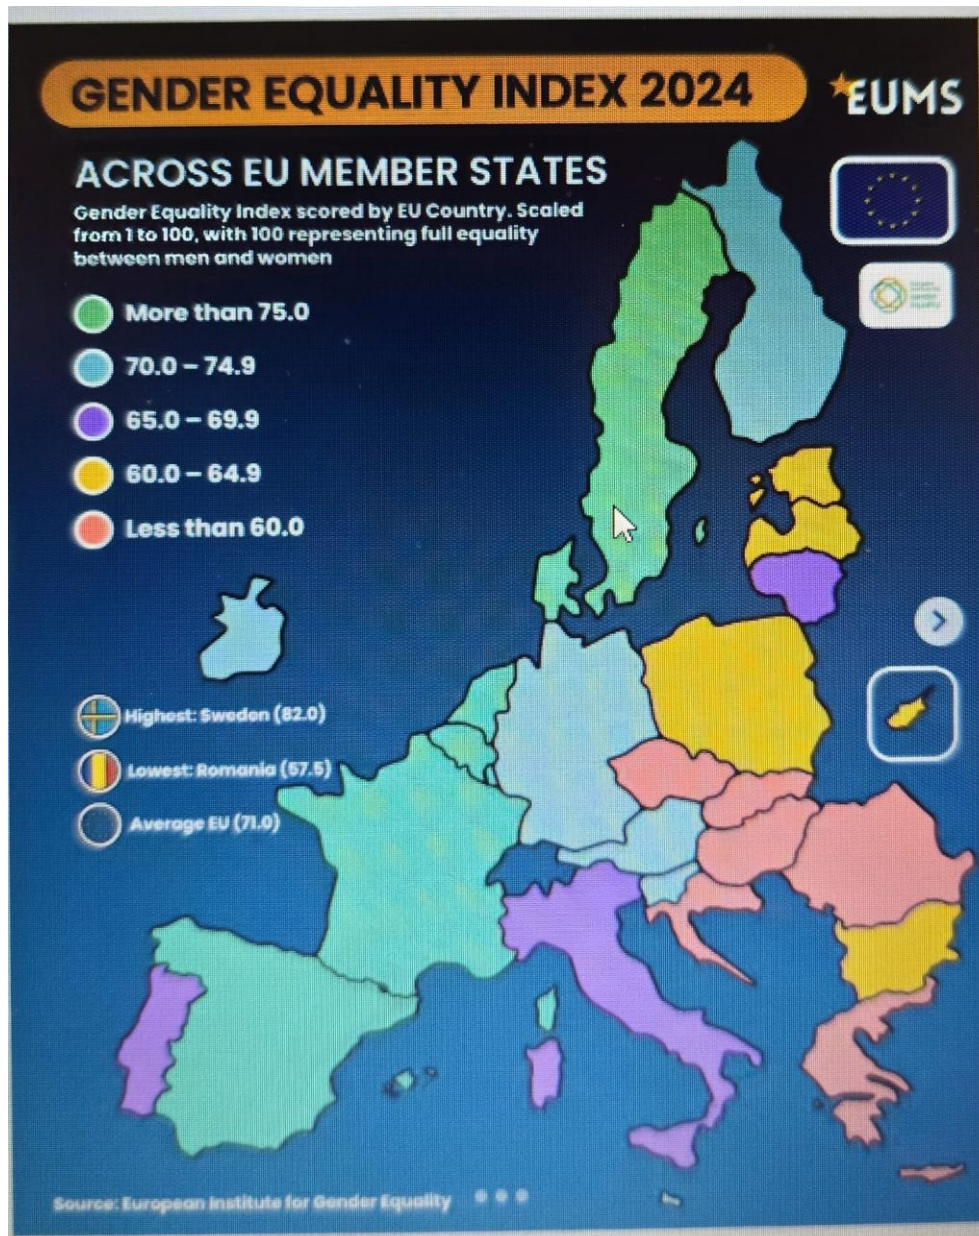 GENDER EQUALITY INDEX 2024
EUMS
ACROSS EU MEMBER STATES
Gender Equality Index scored by EU Country. Scaled
from 1 to 100, with 100 representing full equality
between men and women
More than 75.0
70.0 – 74.9
65.0 – 69.9
60.0 – 64.9
Less than 60.0
Highest: Sweden (82.0)
Lowest: Romania (57.5)
Average EU (71.0)
Source: European Institute for Gender Equality